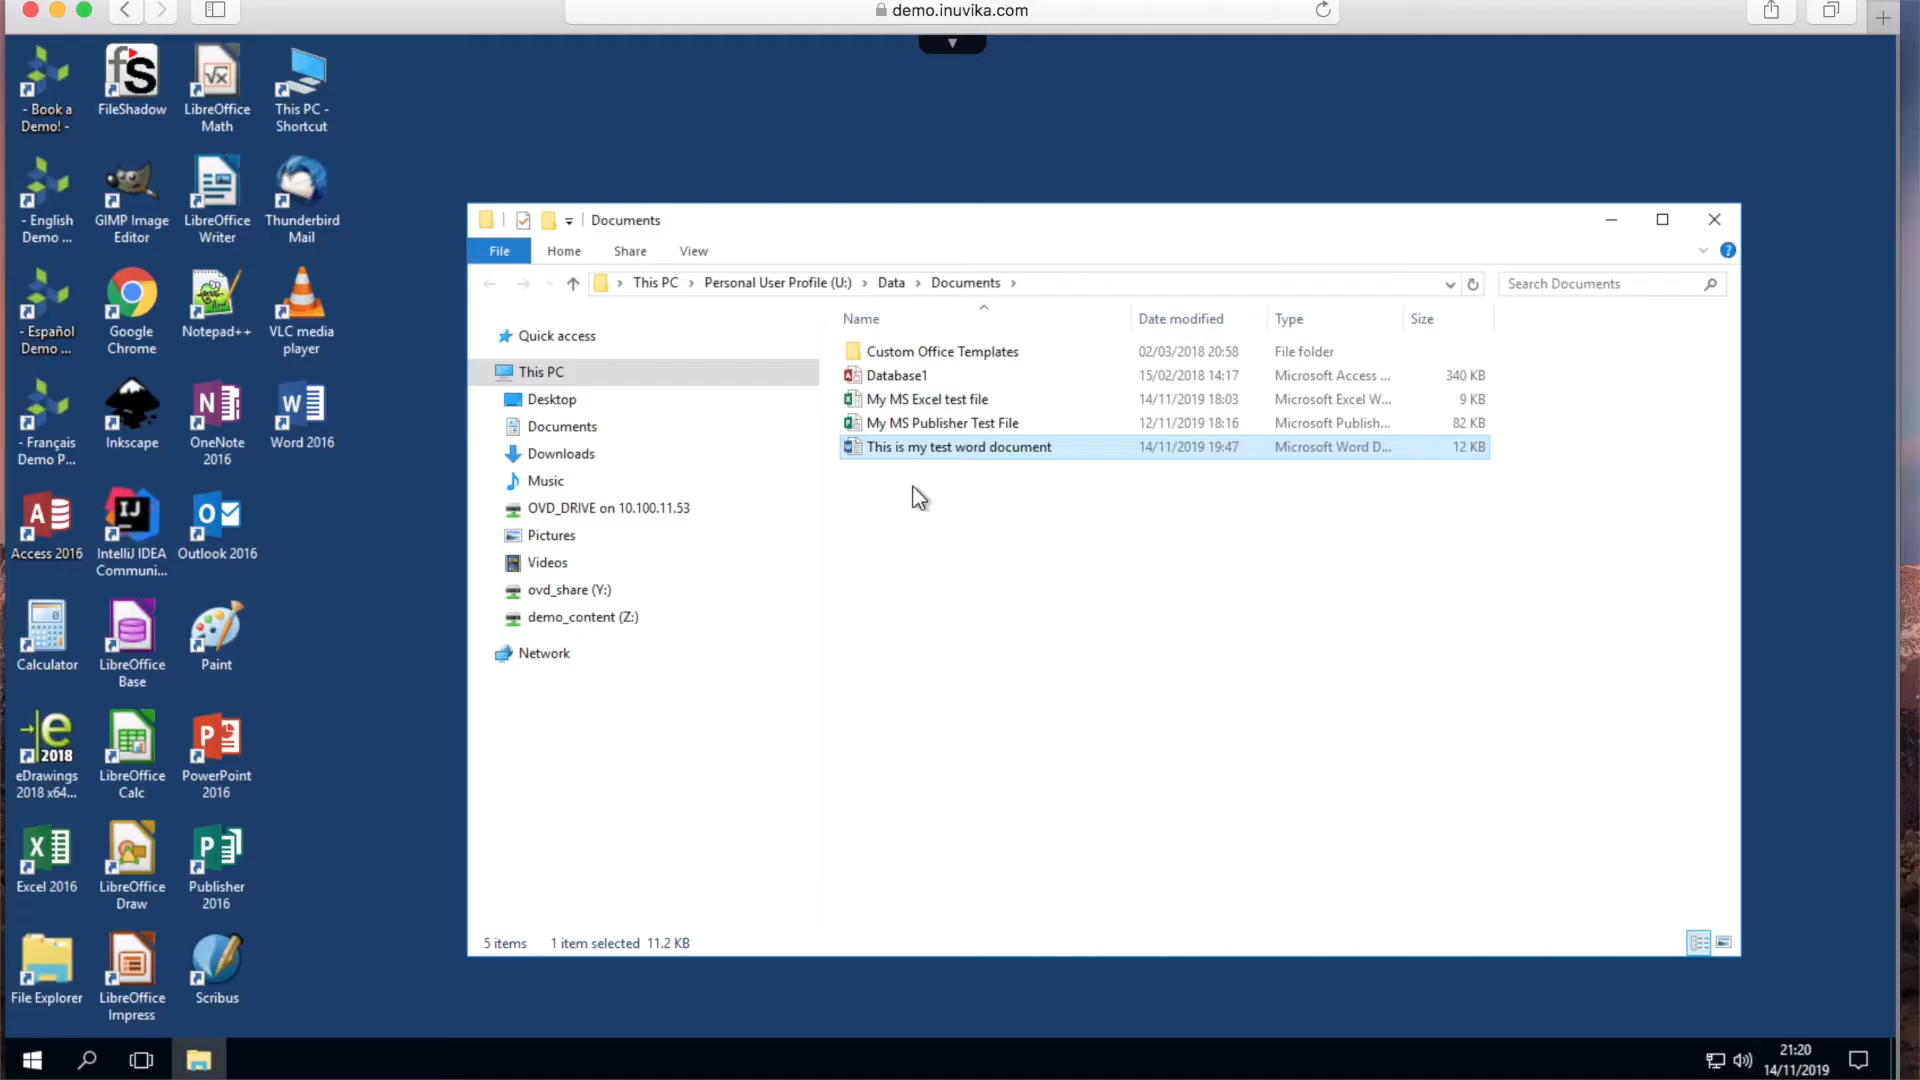 demo.inuvika.com
- Book a
Demo! -
FileShadow
LibreOffice
Math
This PC -
Shortcut
- English
Demo ...
GIMP Image
Editor
LibreOffice
Writer
Thunderbird
Mail
- Español
Demo ...
Google
Chrome
Notepad++
VLC media
player
- Français
Demo P...
Inkscape
OneNote
2016
Word 2016
Access 2016
IntelliJ IDEA
Communi...
Outlook 2016
Calculator
LibreOffice
Base
Paint
2018
eDrawings
2018 x64...
LibreOffice
Calc
PowerPoint
2016
Excel 2016
LibreOffice
Draw
Publisher
2016
File Explorer
LibreOffice
Impress
Scribus
Documents
File Home Share View
This PC > Personal User Profile (U:) > Data > Documents >
Search Documents
Name Date modified Type Size
Quick access
This PC
Desktop
Documents
Downloads
Music
OVD_DRIVE on 10.100.11.53
Pictures
Videos
ovd_share (Y:)
demo_content (Z:)
Network
Custom Office Templates 02/03/2018 20:58 File folder
Database1 15/02/2018 14:17 Microsoft Access ... 340 KB
My MS Excel test file 14/11/2019 18:03 Microsoft Excel W... 9 KB
My MS Publisher Test File 12/11/2019 18:16 Microsoft Publish... 82 KB
This is my test word document 14/11/2019 19:47 Microsoft Word D... 12 KB
5 items 1 item selected 11.2 KB
21:20
14/11/2019